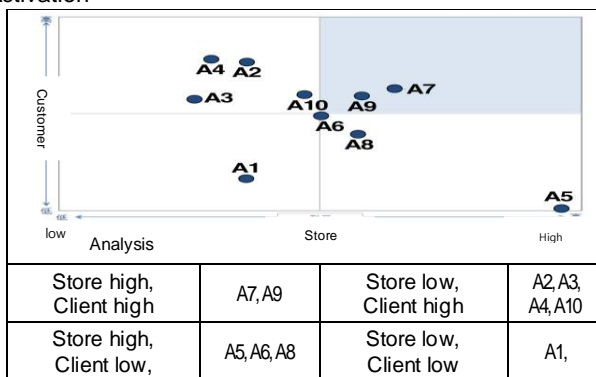 A4 A2
A7
A3
A10 A9
A6
A8
A1
A5
Customer
低
低
low
Analysis
Store
High
Store high,
Client high
A7, A9
Store low,
Client high
A2, A3,
A4, A10
Store high,
Client low,
A5, A6, A8
Store low,
Client low
A1,